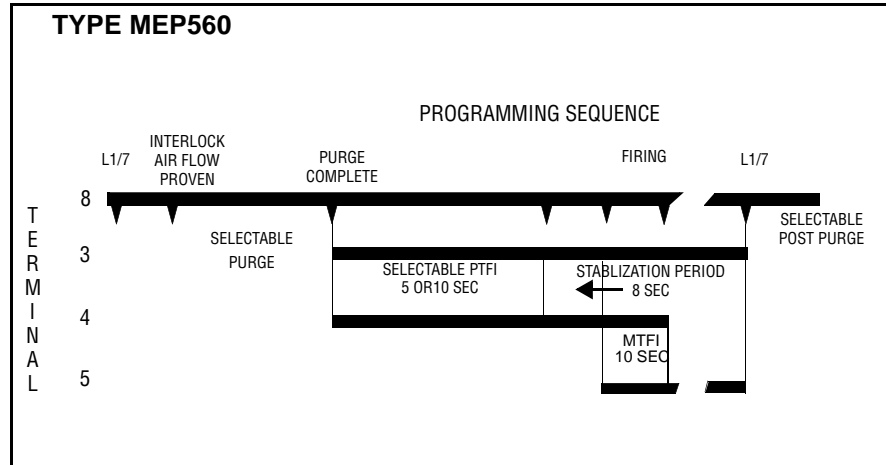 TYPE MEP560
PROGRAMMING SEQUENCE
L1/7
INTERLOCK
AIR FLOW
PROVEN
PURGE
COMPLETE
FIRING
L1/7
TERMINAL
8
SELECTABLE
POST PURGE
SELECTABLE
PURGE
3
SELECTABLE PTFI
5 OR10 SEC
STABLIZATION PERIOD
8 SEC
4
MTFI
10 SEC
5